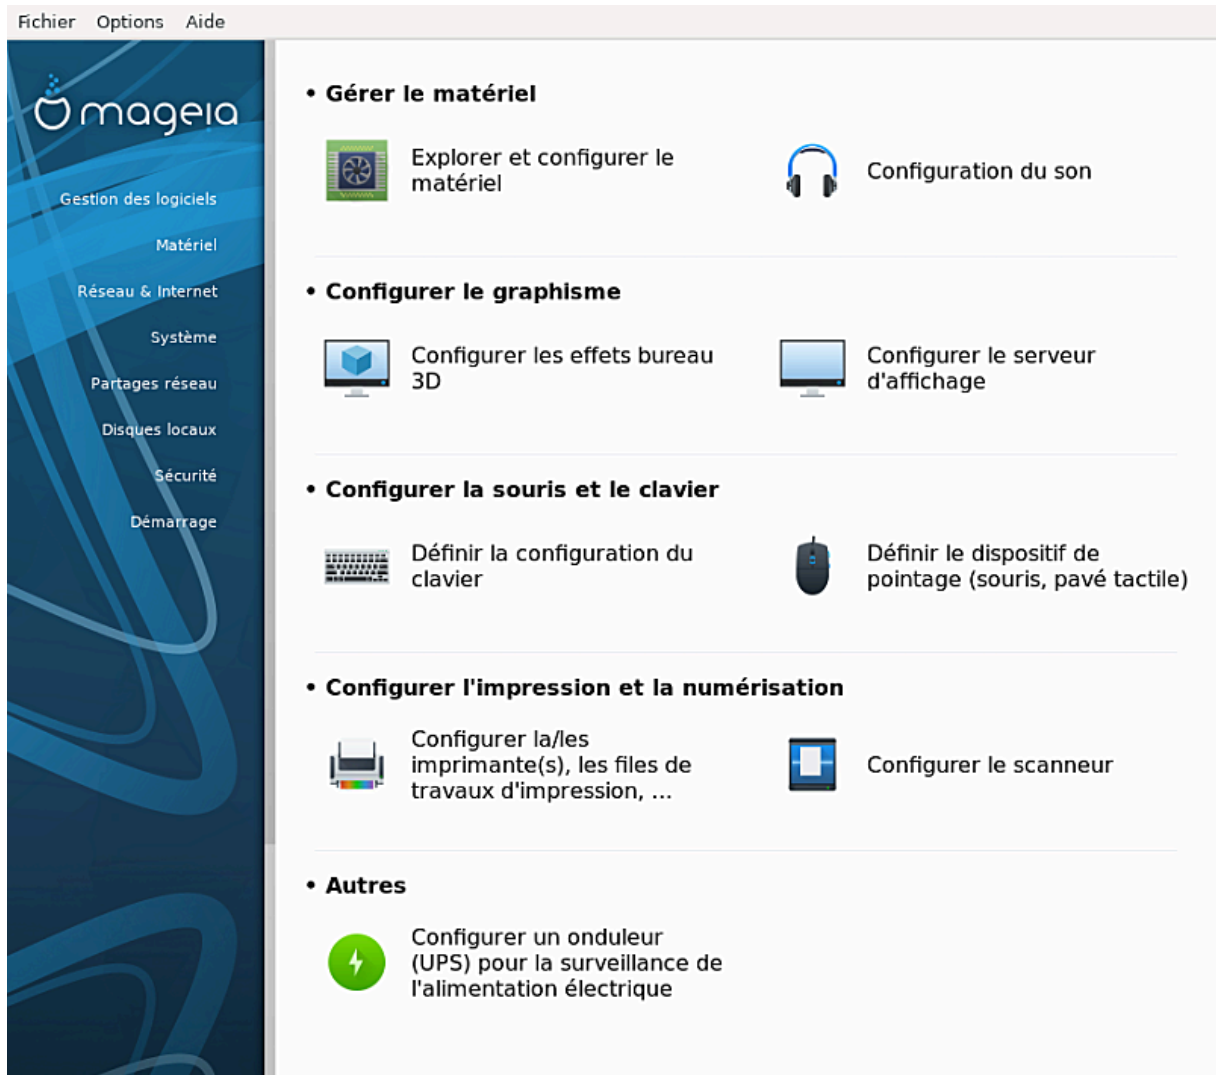 Fichier Options Aide
mageia
Gestion des logiciels
Matériel
Réseau & Internet
Système
Partages réseau
Disques locaux
Sécurité
Démarrage
• Gérer le matériel
Explorer et configurer le
matériel
Configuration du son
• Configurer le graphisme
Configurer les effets bureau
3D
Configurer le serveur
d'affichage
• Configurer la souris et le clavier
Définir la configuration du
clavier
Définir le dispositif de
pointage (souris, pavé tactile)
• Configurer l'impression et la numérisation
Configurer la/les
imprimante(s), les files de
travaux d'impression, ...
Configurer le scanneur
• Autres
Configurer un onduleur
(UPS) pour la surveillance de
l'alimentation électrique